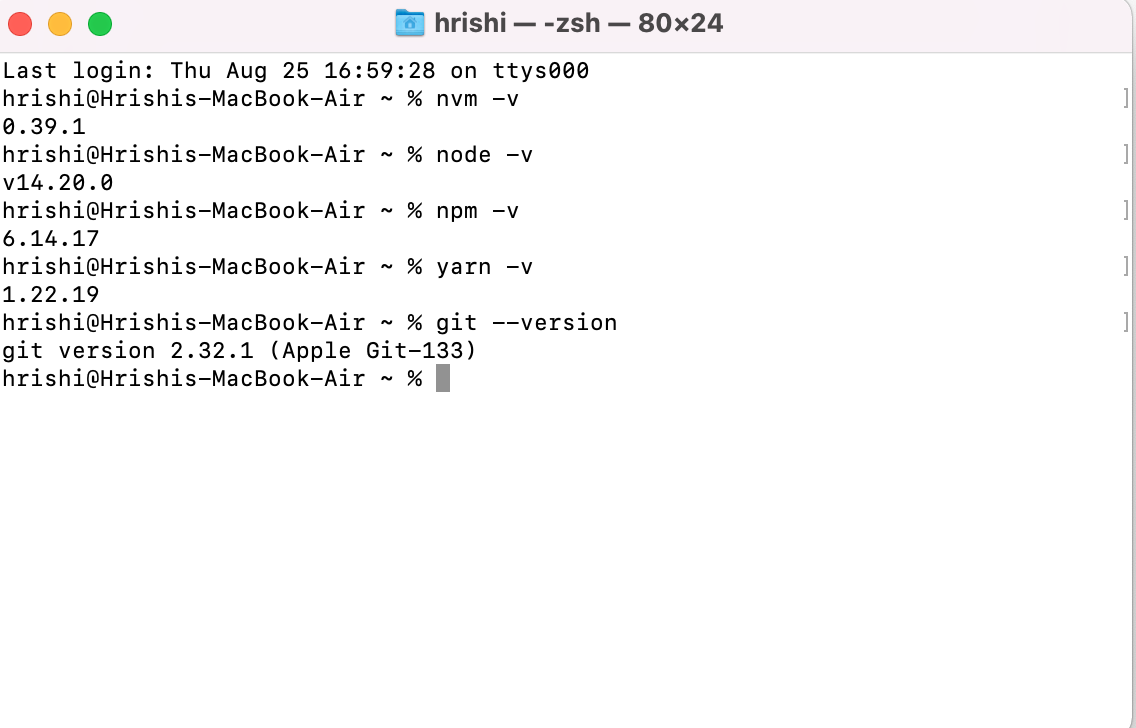 hrishi — -zsh — 80×24
Last login: Thu Aug 25 16:59:28 on ttys000
hrishi@Hrishis-MacBook-Air ~ % nvm -v
0.39.1
hrishi@Hrishis-MacBook-Air ~ % node -v
v14.20.0
hrishi@Hrishis-MacBook-Air ~ % npm -v
6.14.17
hrishi@Hrishis-MacBook-Air ~ % yarn -v
1.22.19
hrishi@Hrishis-MacBook-Air ~ % git --version
git version 2.32.1 (Apple Git-133)
hrishi@Hrishis-MacBook-Air ~ %